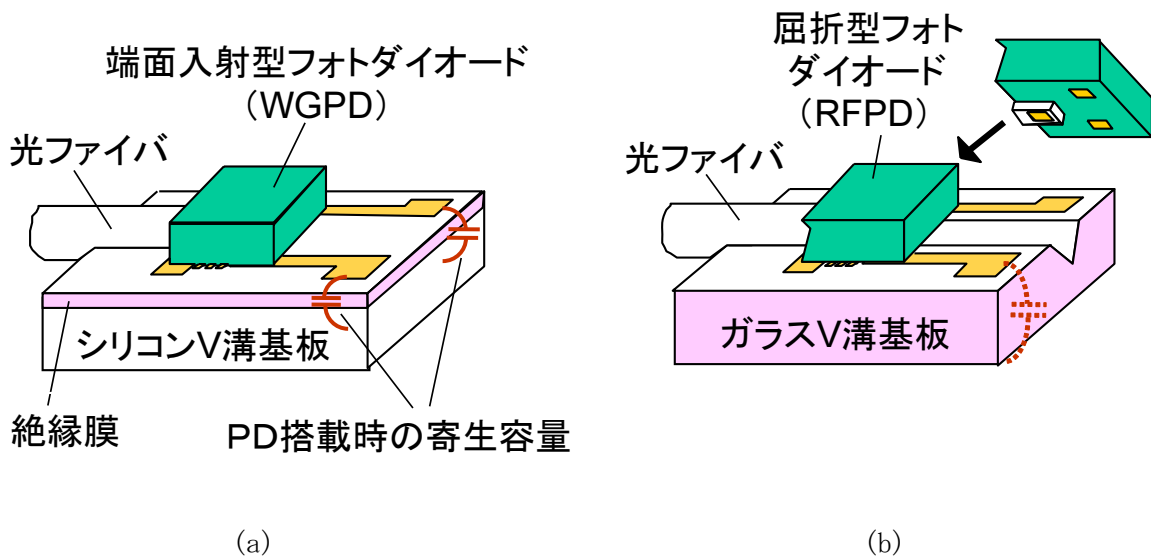 端面入射型フォトダイオード
（WGPD）
光ファイバ
シリコンV溝基板
絶縁膜
PD搭載時の寄生容量
(a)
屈折型フォト
ダイオード
（RFPD）
光ファイバ
ガラスV溝基板
(b)